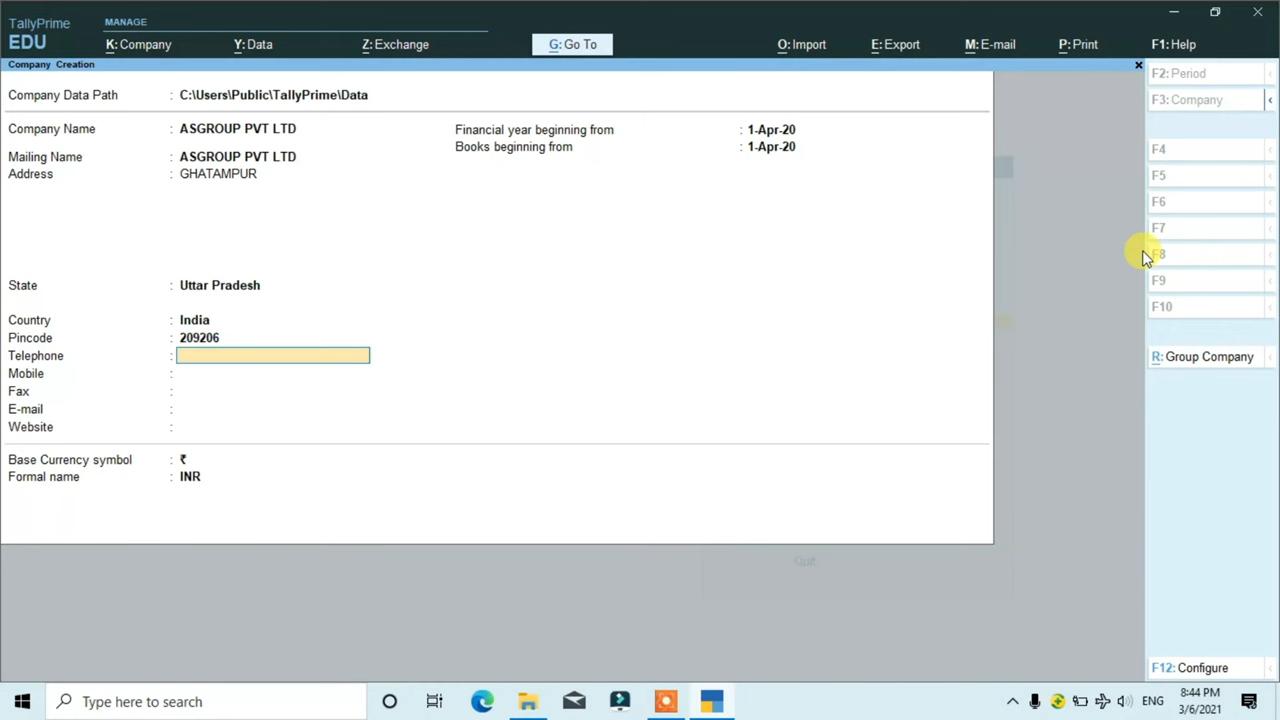 TallyPrime
EDU
MANAGE
K: Company
Y: Data
Z: Exchange
G: Go To
O: Import
E: Export
M: E-mail
P: Print
F1: Help
Company Creation
Company Data Path : C:\Users\Public\TallyPrime\Data
Company Name : ASGROUP PVT LTD
Financial year beginning from : 1-Apr-20
Books beginning from : 1-Apr-20
Mailing Name : ASGROUP PVT LTD
Address : GHATAMPUR
State : Uttar Pradesh
Country : India
Pincode : 209206
Telephone :
Mobile :
Fax :
E-mail :
Website :
Base Currency symbol : ₹
Formal name : INR
Quit
F2: Period
F3: Company
F4
F5
F6
F7
F8
F9
F10
R: Group Company
F12: Configure
Type here to search
ENG
8:44 PM
3/6/2021